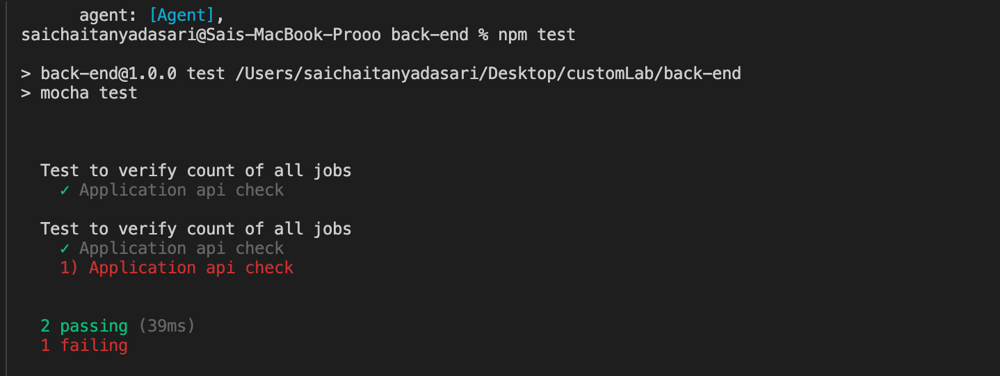 agent: [Agent],
saichaitanyadasari@Sais-MacBook-Prooo back-end % npm test
> back-end@1.0.0 test /Users/saichaitanyadasari/Desktop/customLab/back-end
> mocha test
Test to verify count of all jobs
✓ Application api check
Test to verify count of all jobs
✓ Application api check
1) Application api check
2 passing (39ms)
1 failing